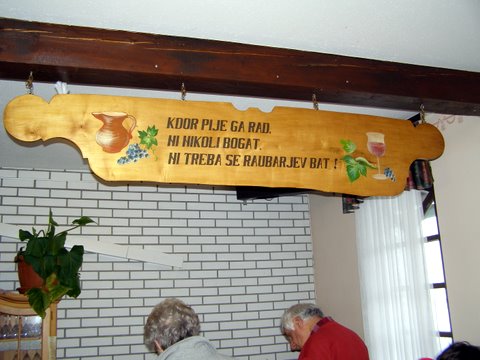 KDOR PIJE GA RAD,
NI NIKOLI BOGAT.
NI TREBA SE RAUBARJEV BAT !